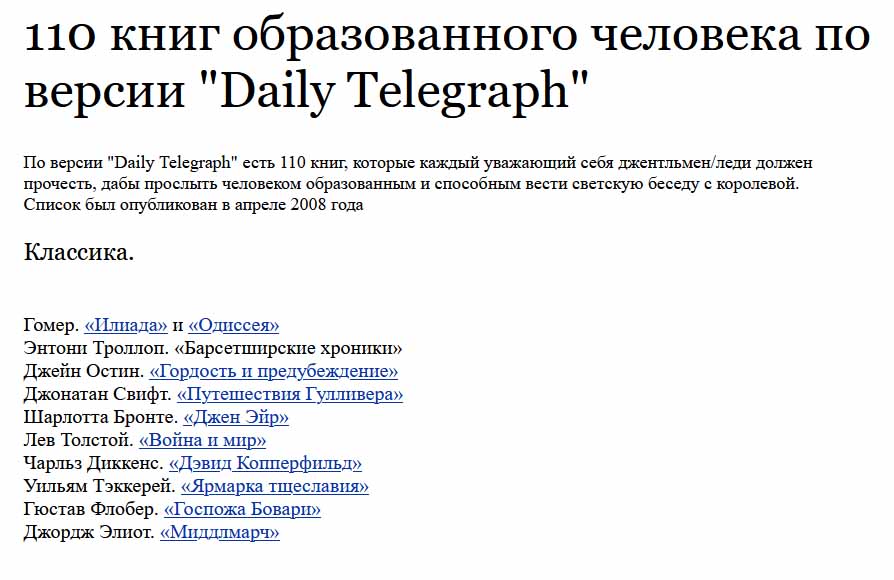 110 книг образованного человека по
версии "Daily Telegraph"
По версии "Daily Telegraph" есть 110 книг, которые каждый уважающий себя джентльмен/леди должен
прочесть, дабы прослыть человеком образованным и способным вести светскую беседу с королевой.
Список был опубликован в апреле 2008 года
Классика.
Гомер. «Илиада» и «Одиссея»
Энтони Троллоп. «Барсетширские хроники»
Джейн Остин. «Гордость и предубеждение»
Джонатан Свифт. «Путешествия Гулливера»
Шарлотта Бронте. «Джен Эйр»
Лев Толстой. «Война и мир»
Чарльз Диккенс. «Дэвид Копперфильд»
Уильям Тэккерей. «Ярмарка тщеславия»
Гюстав Флобер. «Госпожа Бовари»
Джордж Элиот. «Миддлмарч»